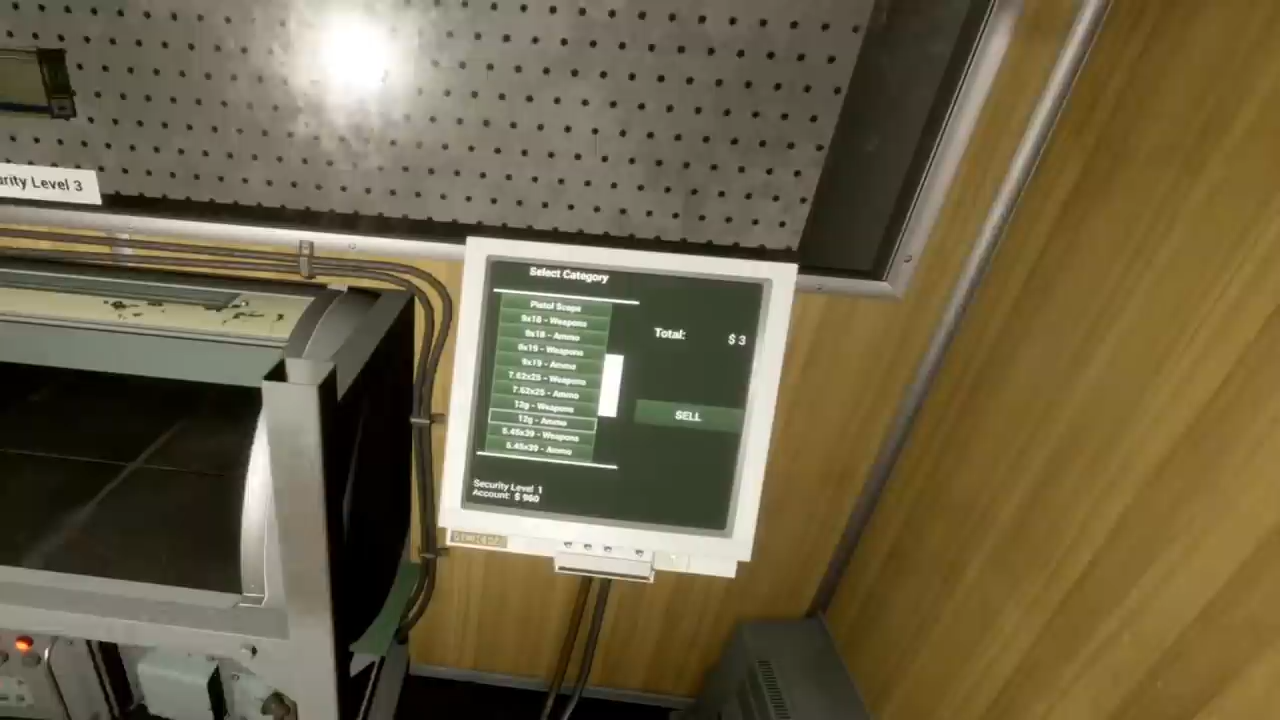 rity Level 3
Select Category
Pistol Scope
9x18 - Weapons
9x18 - Ammo
9x19 - Weapons
9x19 - Ammo
7.62x25 - Weapons
7.62x25 - Ammo
12g - Weapons
12g - Ammo
5.45x39 - Weapons
5.45x39 - Ammo
Total: $ 3
SELL
Security Level 1
Account: $ 960